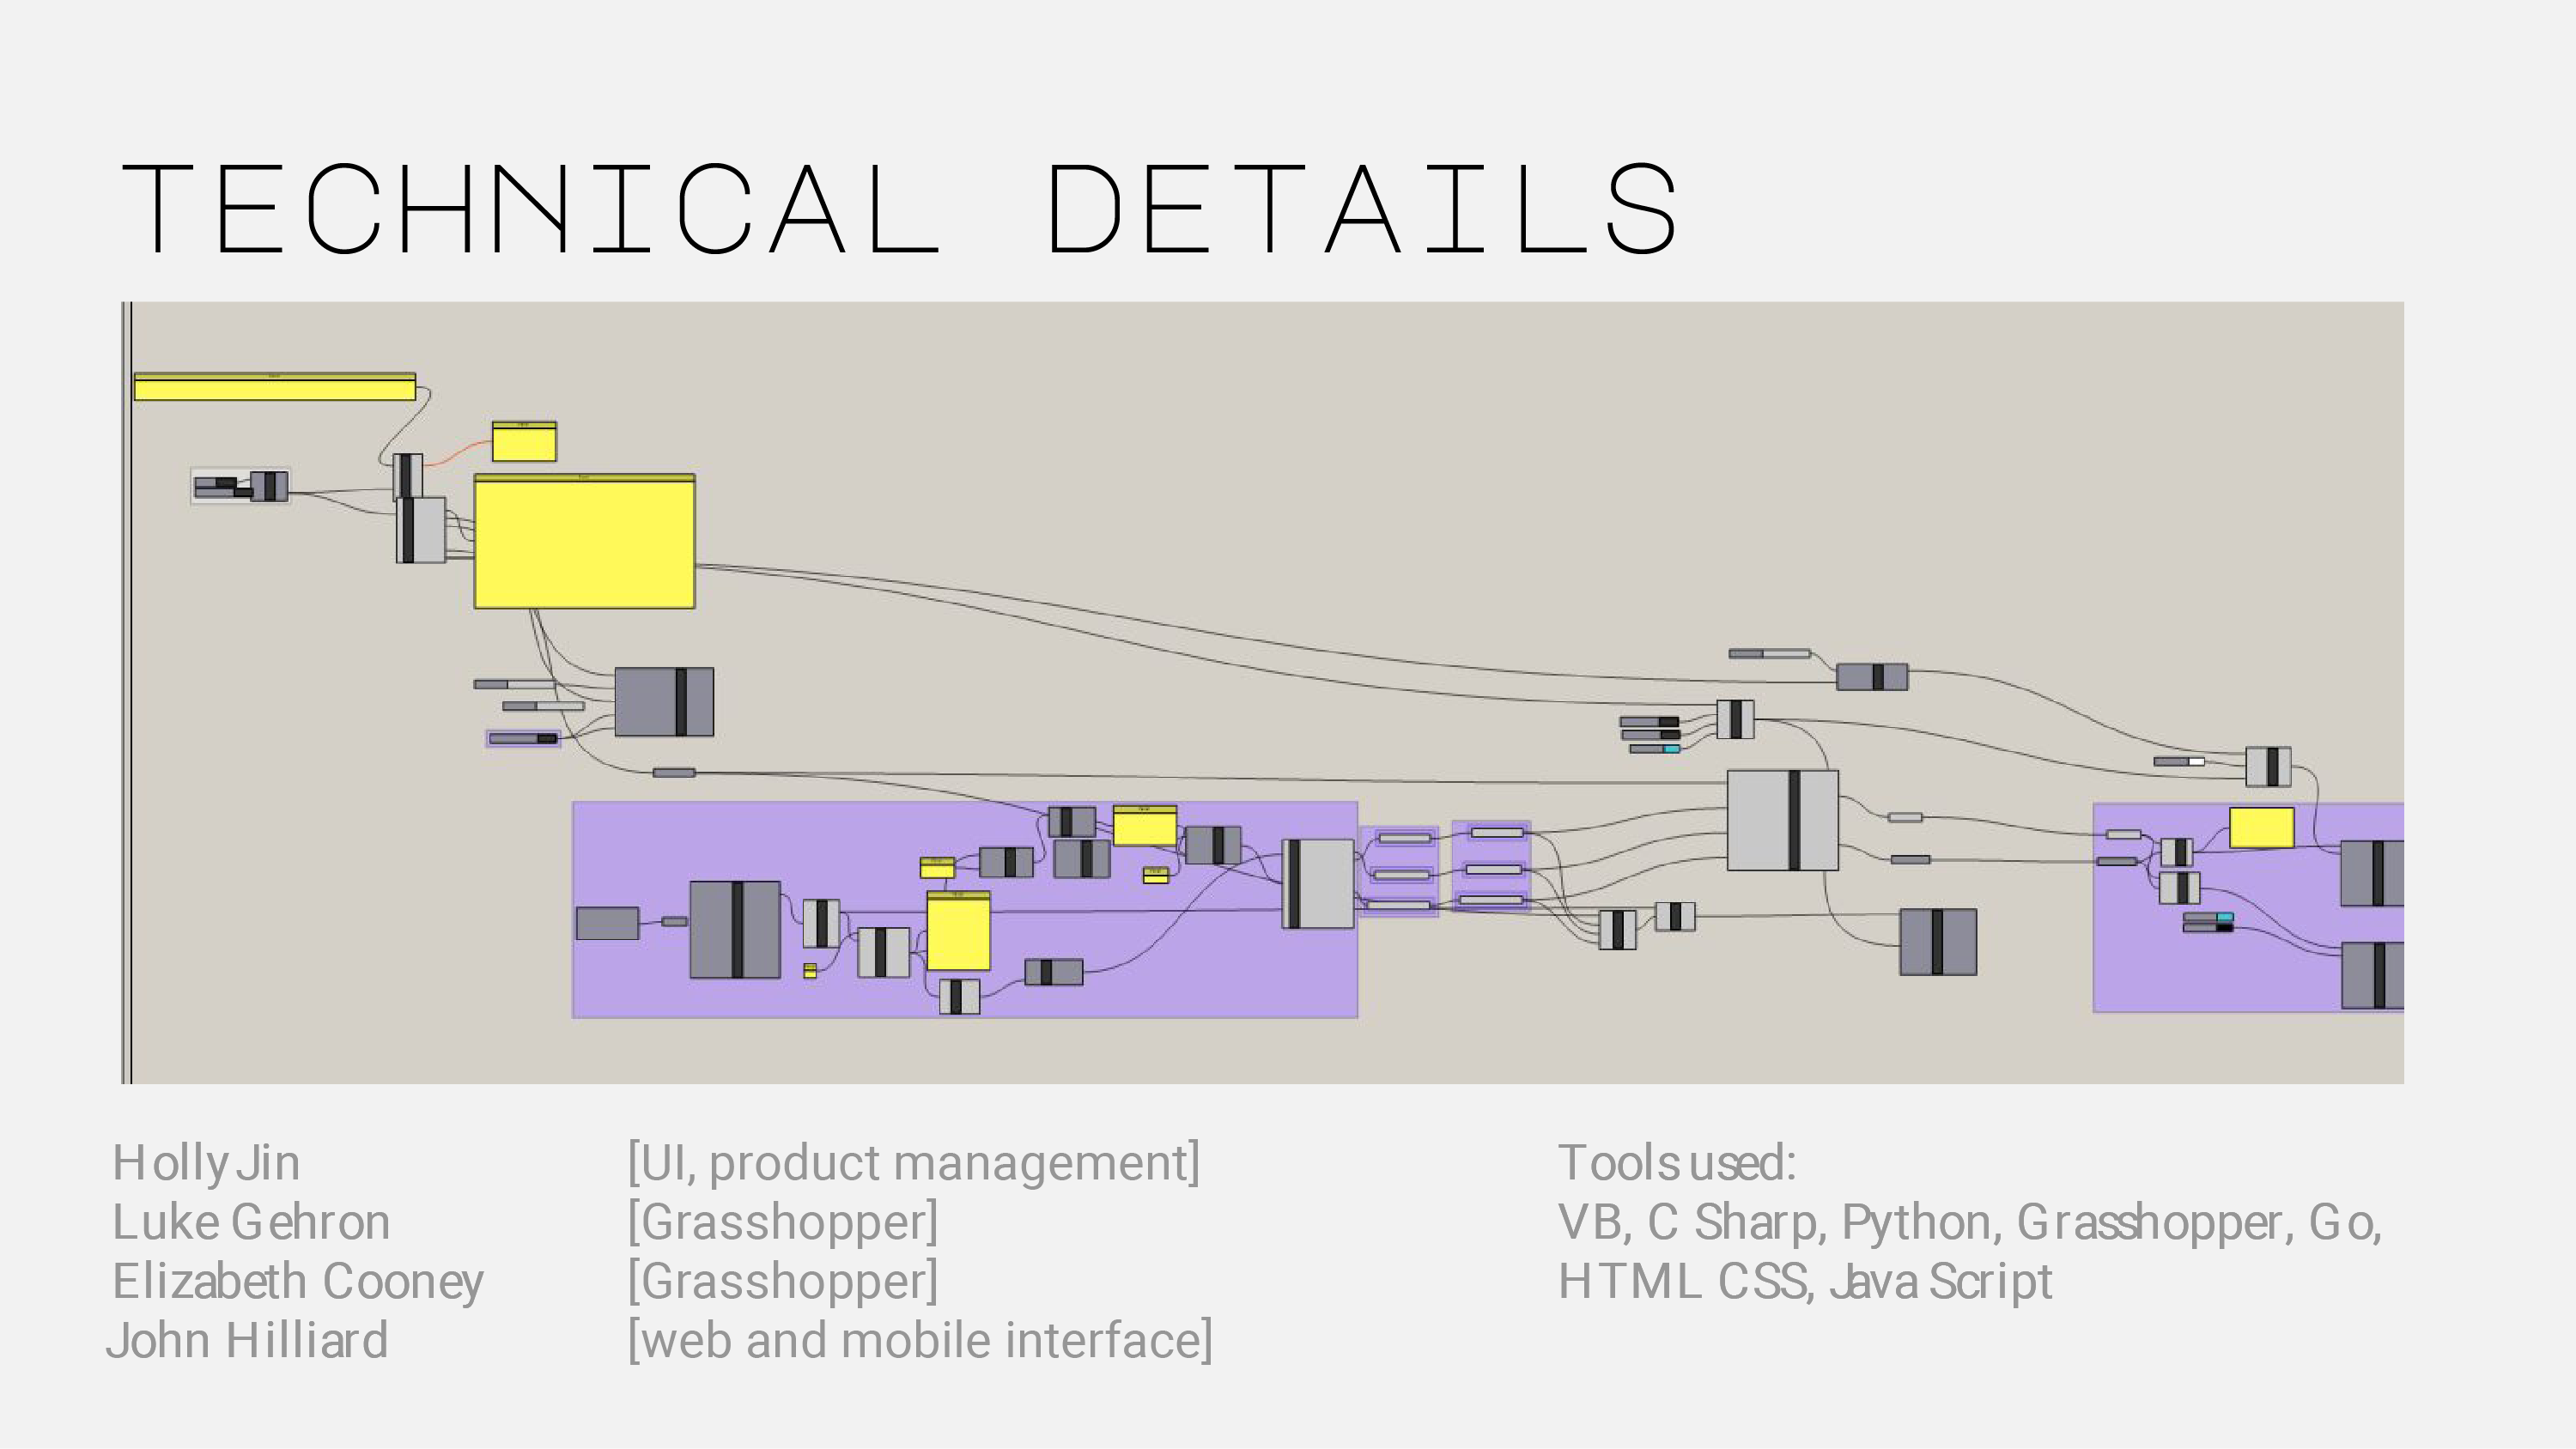 TECHNICAL DETAILS
Holly Jin [UI, product management]
Luke Gehron [Grasshopper]
Elizabeth Cooney [Grasshopper]
John Hilliard [web and mobile interface]
Tools used:
VB, C Sharp, Python, Grasshopper, Go,
HTML CSS, Java Script